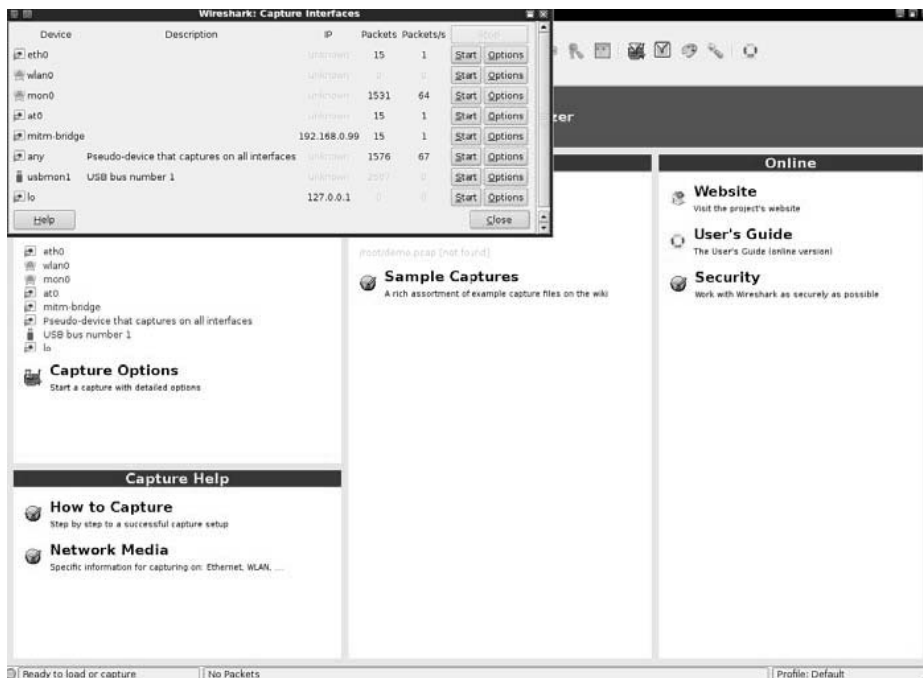 Wireshark: Capture Interfaces
Device Description IP Packets Packets/s Stop
eth0 unknown 15 1 Start Options
wlan0 unknown 0 0 Start Options
mon0 unknown 1531 64 Start Options
at0 unknown 15 1 Start Options
mitm-bridge 192.168.0.99 15 1 Start Options
any Pseudo-device that captures on all interfaces unknown 1576 67 Start Options
usbmon1 USB bus number 1 unknown 0 Start Options
lo 127.0.0.1 0 0 Start Options
Help Close
zer
eth0
wlan0
mon0
at0
mitm-bridge
Pseudo-device that captures on all interfaces
USB bus number 1
lo
Capture Options
Start a capture with detailed options
Capture Help
How to Capture
Step by step to a successful capture setup
Network Media
Specific information for capturing on: Ethernet, WLAN, ...
/root/demo.pcap [not found]
Sample Captures
A rich assortment of example capture files on the wiki
Online
Website
Visit the project's website
User's Guide
The User's Guide (online version)
Security
Work with Wireshark as securely as possible
Ready to load or capture No Packets Profile: Default